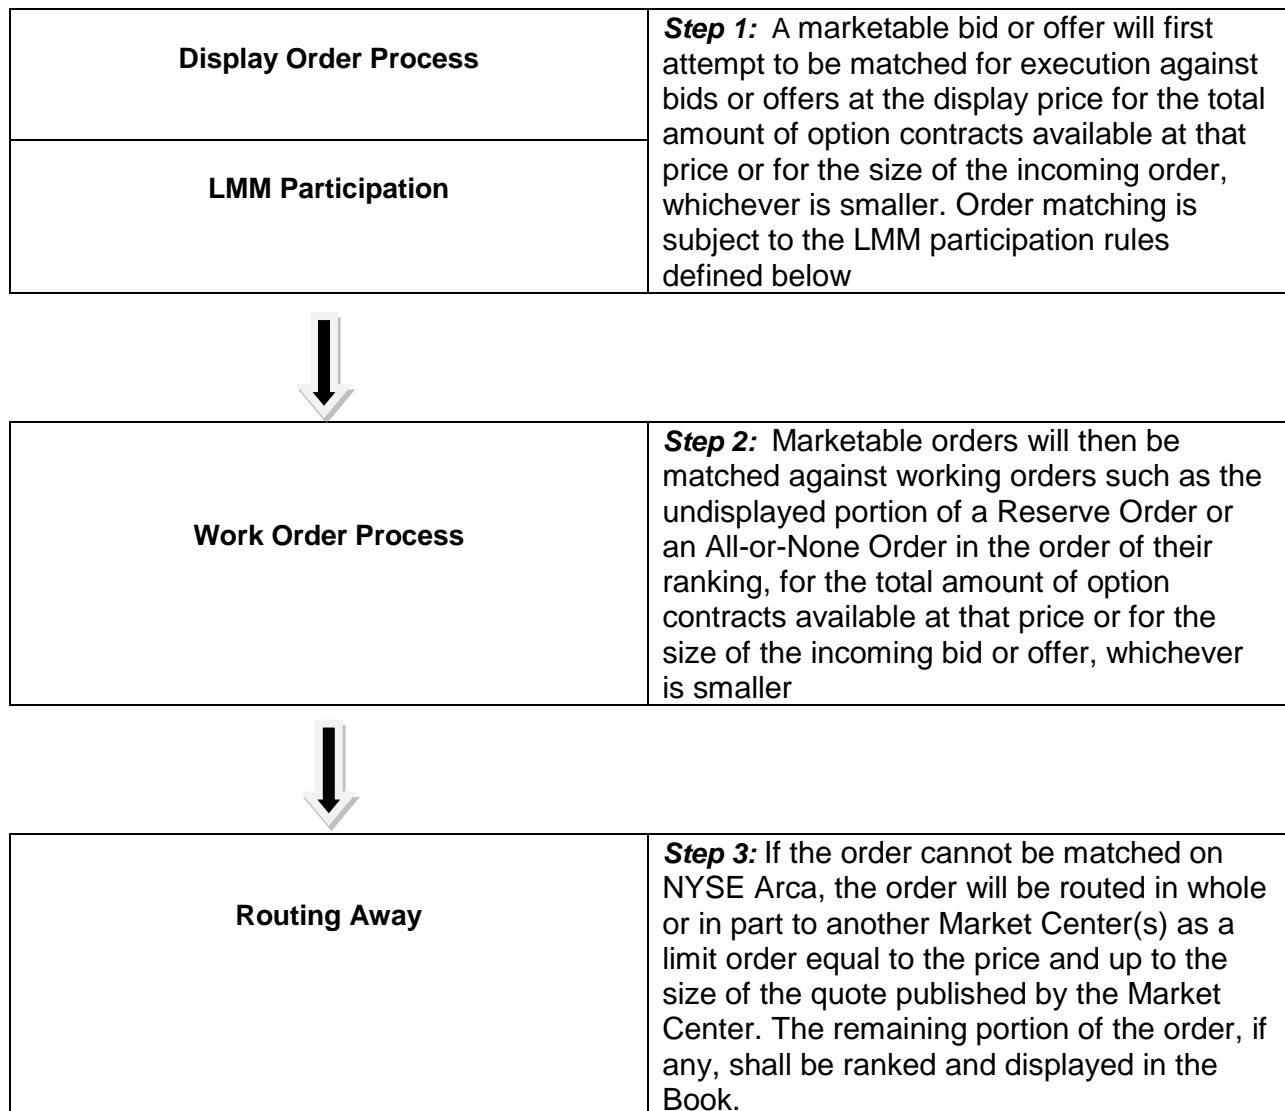 Display Order Process
LMM Participation
Step 1: A marketable bid or offer will first
attempt to be matched for execution against
bids or offers at the display price for the total
amount of option contracts available at that
price or for the size of the incoming order,
whichever is smaller. Order matching is
subject to the LMM participation rules
defined below
Work Order Process
Step 2: Marketable orders will then be
matched against working orders such as the
undisplayed portion of a Reserve Order or
an All-or-None Order in the order of their
ranking, for the total amount of option
contracts available at that price or for the
size of the incoming bid or offer, whichever
is smaller
Routing Away
Step 3: If the order cannot be matched on
NYSE Arca, the order will be routed in whole
or in part to another Market Center(s) as a
limit order equal to the price and up to the
size of the quote published by the Market
Center. The remaining portion of the order, if
any, shall be ranked and displayed in the
Book.